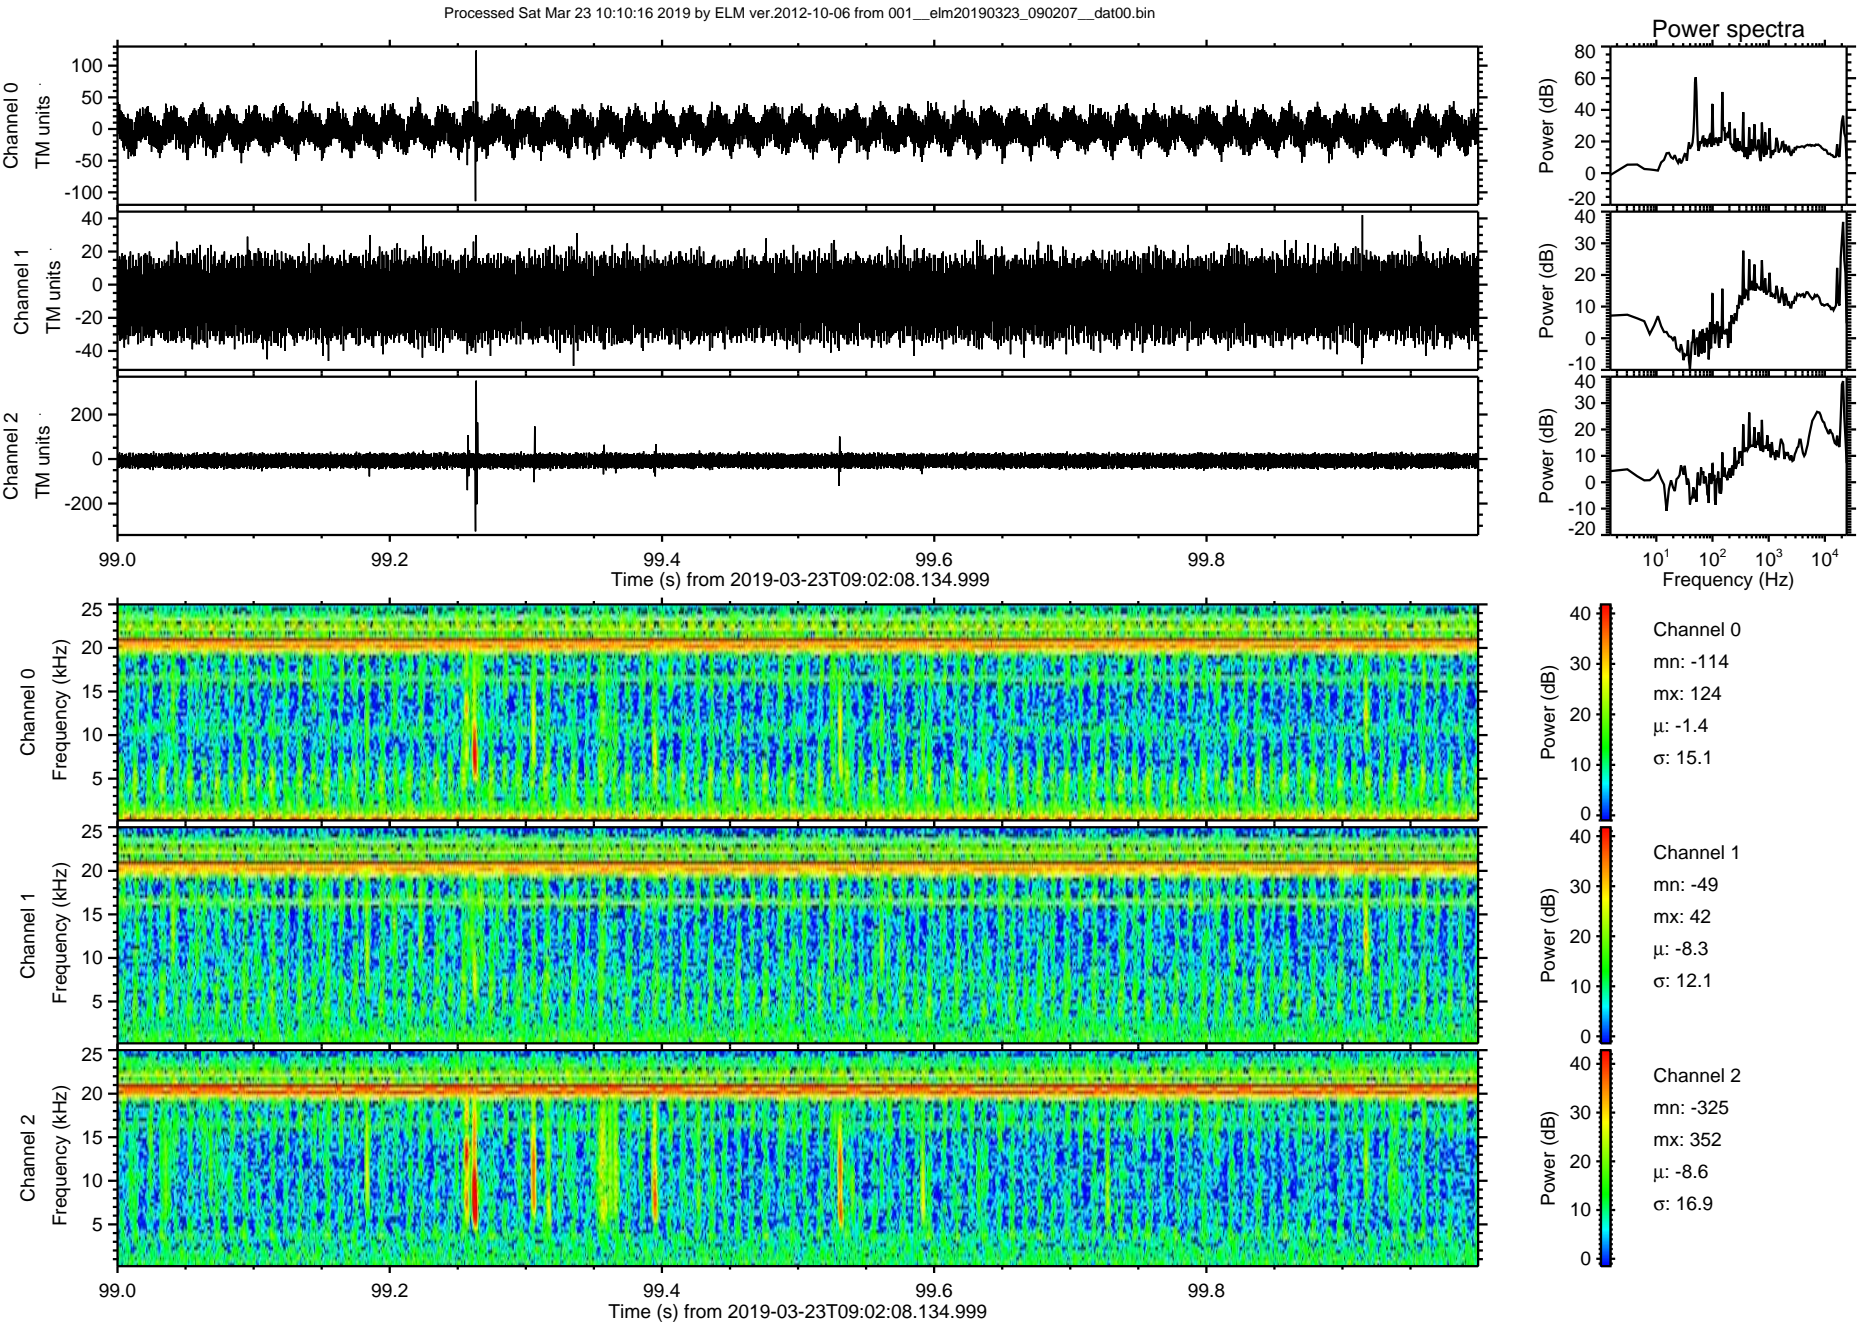 Processed Sat Mar 23 10:10:16 2019 by ELM ver.2012-10-06 from 001__elm20190323_090207__dat00.bin
Power spectra
Channel 0
TM units
100
50
0
-50
-100
Power (dB)
80
60
40
20
0
-20
Channel 1
TM units
40
20
0
-20
-40
Power (dB)
40
30
20
10
0
-10
Channel 2
TM units
200
0
-200
Power (dB)
40
30
20
10
0
-10
-20
99.0 99.2 99.4 99.6 99.8
Time (s) from 2019-03-23T09:02:08.134.999
10^1 10^2 10^3 10^4
Frequency (Hz)
Channel 0
Frequency (kHz)
25
20
15
10
5
Power (dB)
40
30
20
10
0
Channel 0
mn: -114
mx: 124
μ: -1.4
σ: 15.1
Channel 1
Frequency (kHz)
25
20
15
10
5
Power (dB)
40
30
20
10
0
Channel 1
mn: -49
mx: 42
μ: -8.3
σ: 12.1
Channel 2
Frequency (kHz)
25
20
15
10
5
Power (dB)
40
30
20
10
0
Channel 2
mn: -325
mx: 352
μ: -8.6
σ: 16.9
99.0 99.2 99.4 99.6 99.8
Time (s) from 2019-03-23T09:02:08.134.999